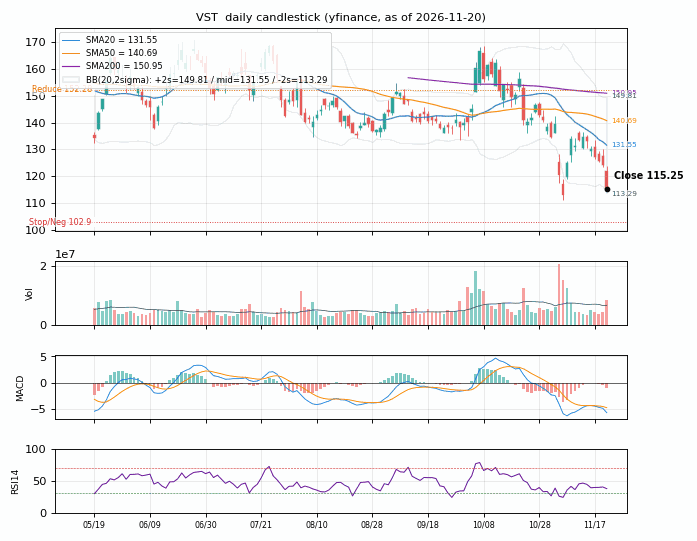 VST daily candlestick (yfinance, as of 2026-11-20)
SMA20 = 131.55
SMA50 = 140.69
SMA200 = 150.95
BB(20,2sigma): +2s=149.81 / mid=131.55 / -2s=113.29
170
160
150
140
130
120
110
100
Reduce 152.28
Stop/Neg 102.9
150.95
149.81
140.69
131.55
Close 115.25
113.29
1e7
2
0
Vol
5
0
−5
MACD
100
50
0
RSI14
05/19
06/09
06/30
07/21
08/10
08/28
09/18
10/08
10/28
11/17